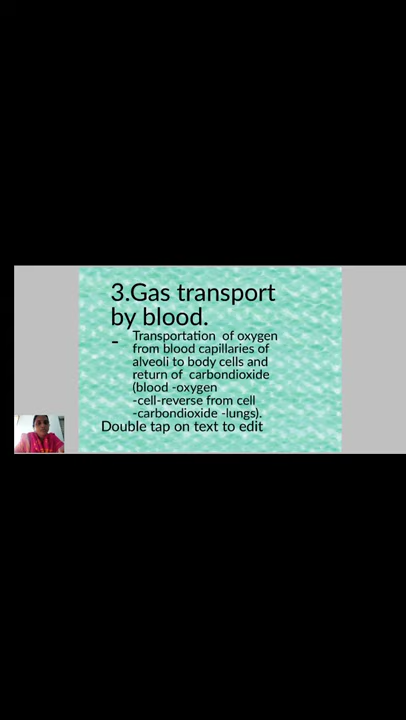 3.Gas transport
by blood.
- Transportation of oxygen
from blood capillaries of
alveoli to body cells and
return of carbondioxide
(blood -oxygen
-cell-reverse from cell
-carbondioxide -lungs).
Double tap on text to edit